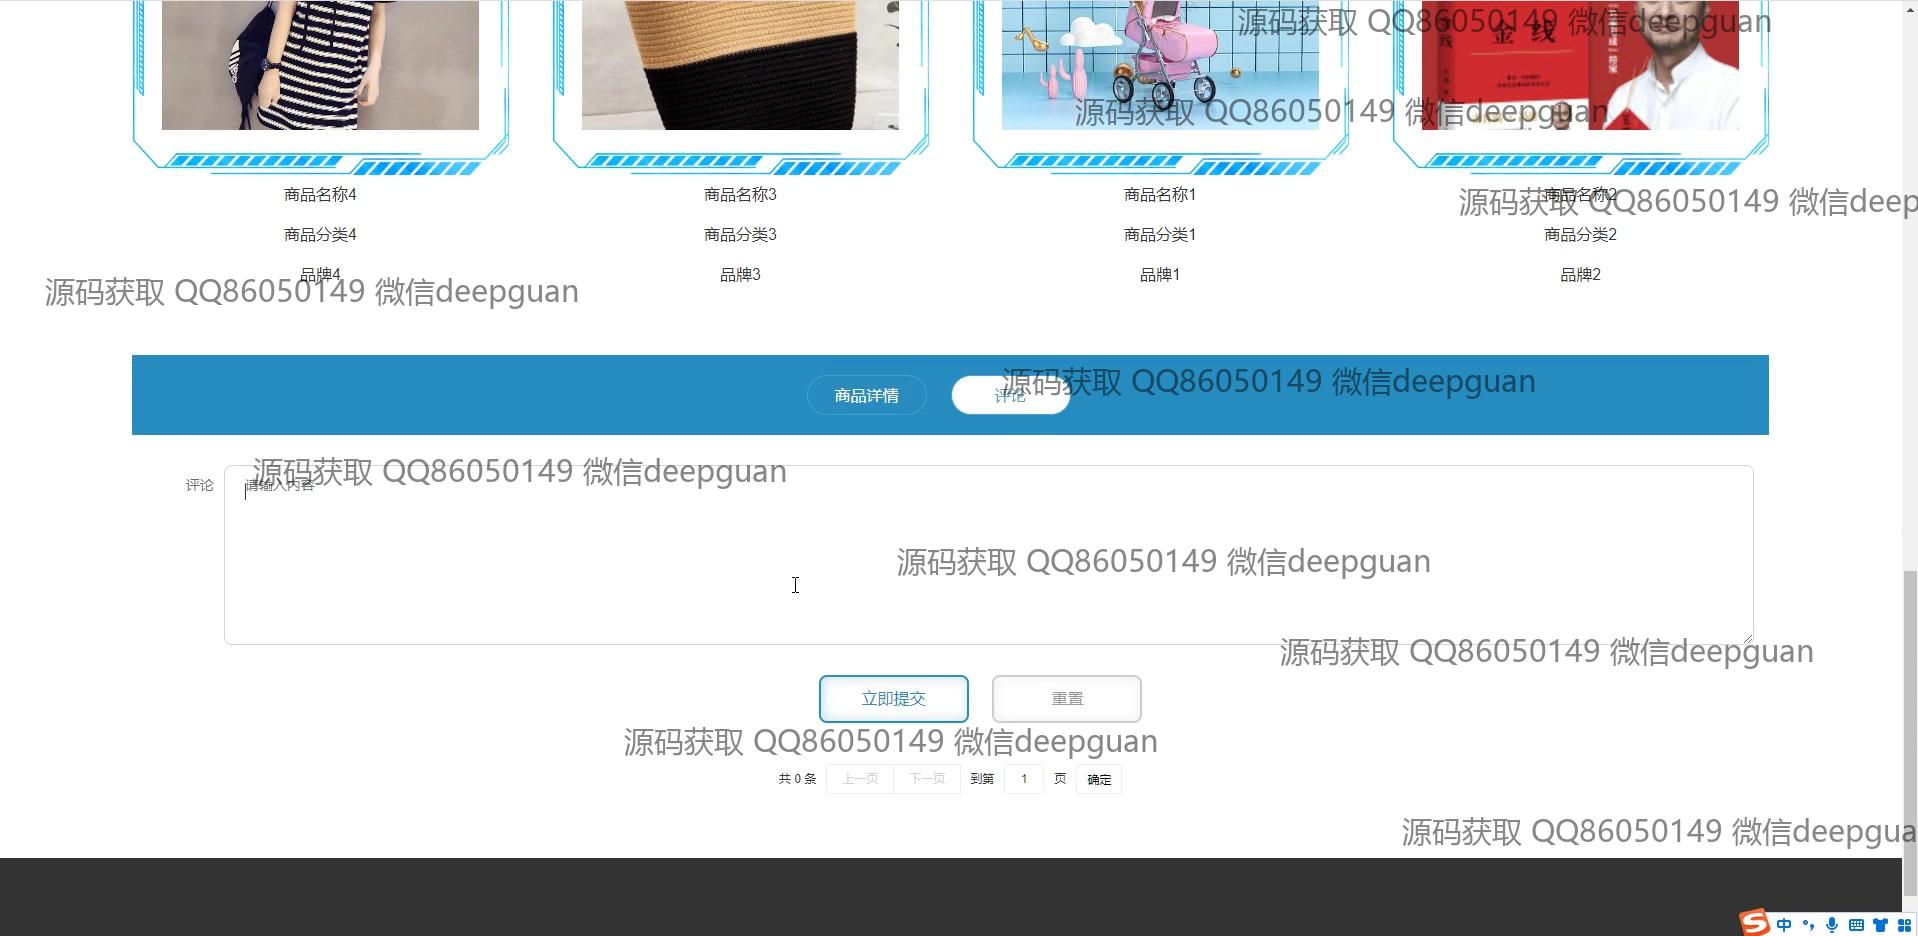 源码获取 QQ86050149 微信deepguan
金线
源码获取 QQ86050149 微信deepguan
商品名称4
商品名称3
商品名称1
商品名称2
源码获取 QQ86050149 微信deep
商品分类4
商品分类3
商品分类1
商品分类2
品牌4
品牌3
品牌1
品牌2
源码获取 QQ86050149 微信deepguan
商品详情
评论
源码获取 QQ86050149 微信deepguan
源码获取 QQ86050149 微信deepguan
评论
请输入内容
源码获取 QQ86050149 微信deepguan
源码获取 QQ86050149 微信deepguan
立即提交
重置
源码获取 QQ86050149 微信deepguan
共 0 条 上一页 下一页 到第 1 页 确定
源码获取 QQ86050149 微信deepgua
中